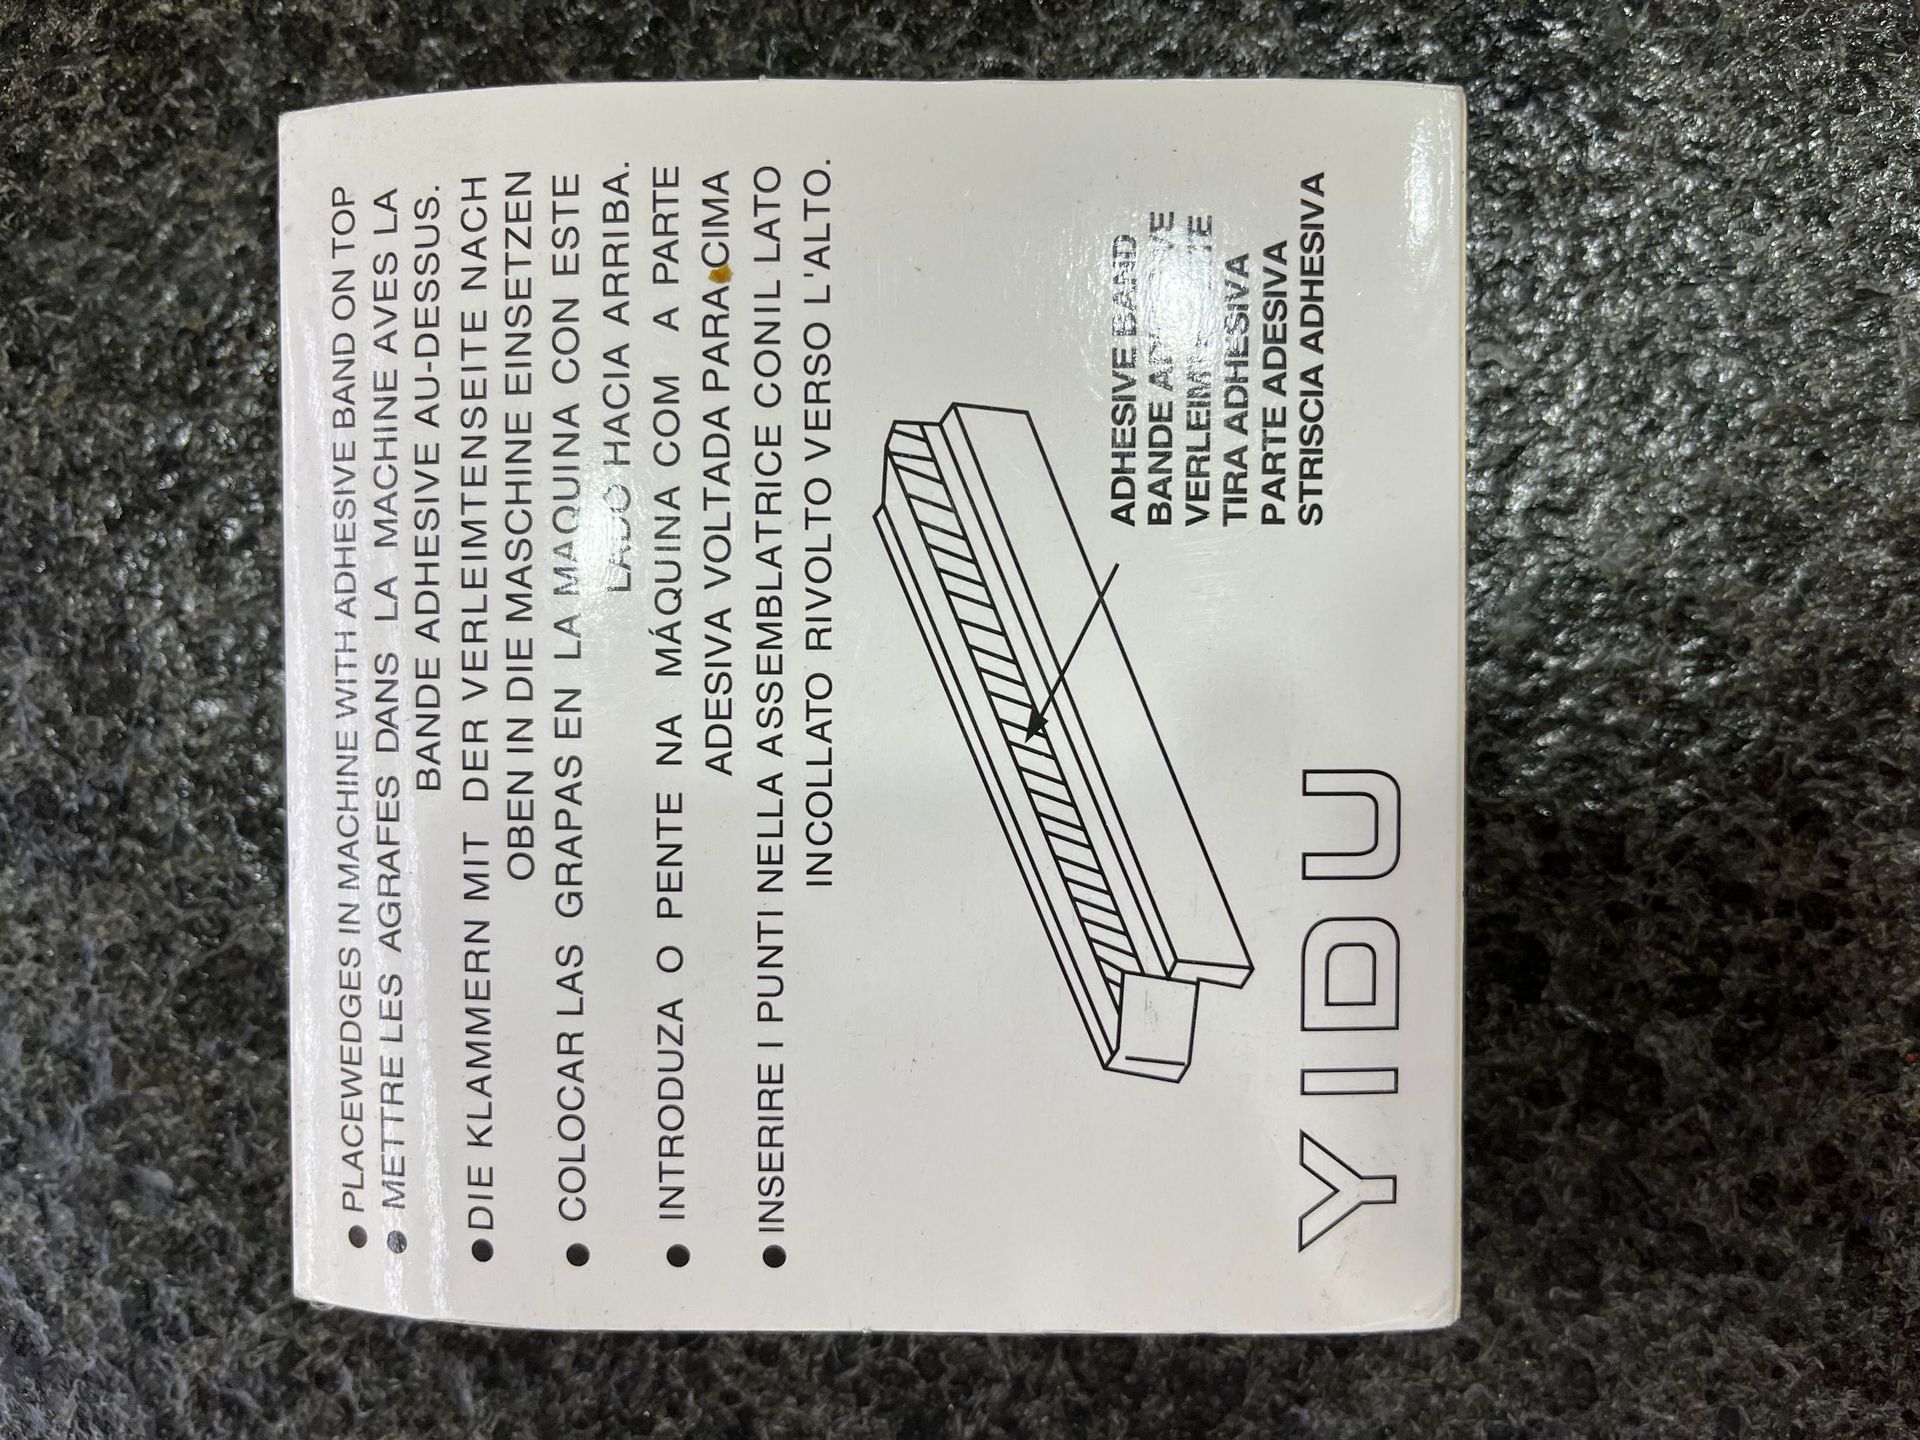 ● PLACEWEDGES IN MACHINE WITH ADHESIVE BAND ON TOP
● METTRE LES AGRAFES DANS LA MACHINE AVES LA
BANDE ADHESIVE AU-DESSUS.
● DIE KLAMMERN MIT DER VERLEIMTENSEITE NACH
OBEN IN DIE MASCHINE EINSETZEN
● COLOCAR LAS GRAPAS EN LA MAQUINA CON ESTE
LADO HACIA ARRIBA.
● INTRODUZA O PENTE NA MÁQUINA COM A PARTE
ADESIVA VOLTADA PARA CIMA
● INSERIRE I PUNTI NELLA ASSEMBLATRICE CONIL LATO
INCOLLATO RIVOLTO VERSO L'ALTO.
ADHESIVE BAND
BANDE
TIRA ADHESIVA
PARTE ADESIVA
STRISCIA ADHESIVA
YIDU